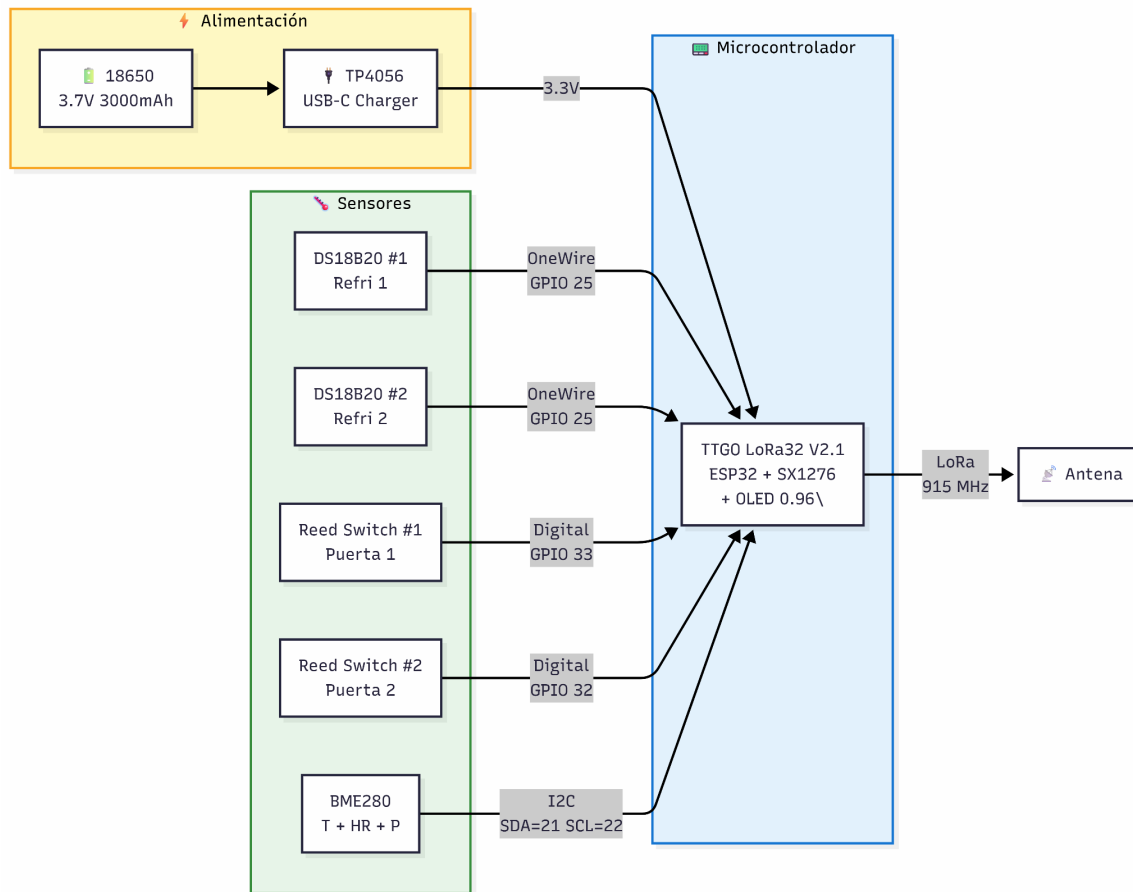 Alimentación
18650
3.7V 3000mAh
TP4056
USB-C Charger
3.3V
Microcontrolador
Sensores
DS18B20 #1
Refri 1
OneWire
GPIO 25
DS18B20 #2
Refri 2
OneWire
GPIO 25
TTGO LoRa32 V2.1
ESP32 + SX1276
+ OLED 0.96\
LoRa
915 MHz
Antena
Reed Switch #1
Puerta 1
Digital
GPIO 33
Reed Switch #2
Puerta 2
Digital
GPIO 32
BME280
T + HR + P
I2C
SDA=21 SCL=22